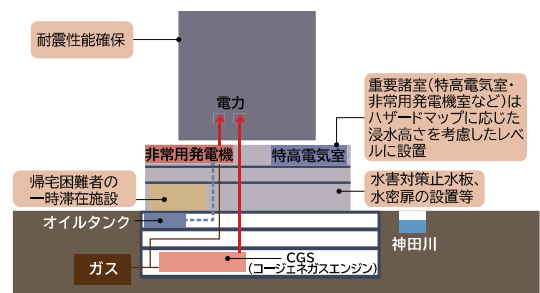 耐震性能確保
電力
重要諸室(特高電気室・
非常用発電機室など)は
ハザードマップに応じた
浸水高さを考慮したレベ
ルに設置
非常用発電機
特高電気室
帰宅困難者の
一時滞在施設
水害対策止水板、
水密扉の設置等
オイルタンク
神田川
ガス
CGS
(コージェネガスエンジン)